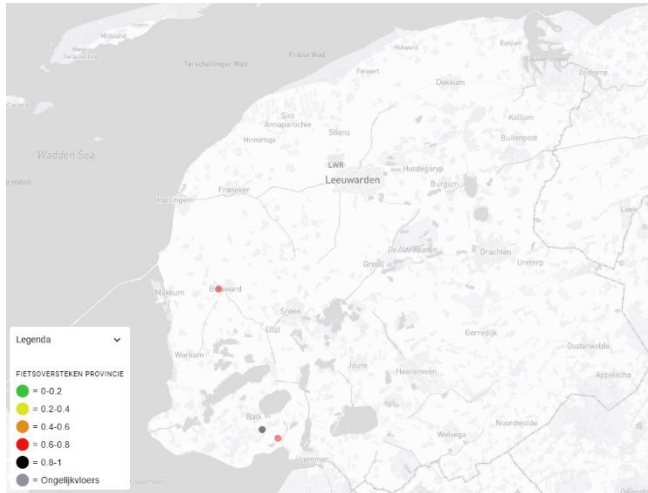 Midsland
West-
Terschelling
Terschellinger Wad
Friese Wad
Holwerd
Ferwert
Dokkum
Zoutkamp
Kollum
Buitenpost
Sint
Annaparochie
Minnertsga
Stiens
Wadden Sea
LWR
Leeuwarden
Hurdegaryp
Burgum
Franeker
Harlingen
De Alde Feanen
Drachten
Ureterp
Leek
Grou
Makkum
Bolsward
Sneek
IJlst
Gorredijk
Oosterwolde
Workum
Joure
Heerenveen
Appelscha
Balk
Noordwolde
Wolvega
Lemmer
Legenda
FIETSOVERSTEKEN PROVINCIE
= 0-0.2
= 0.2-0.4
= 0.4-0.6
= 0.6-0.8
= 0.8-1
= Ongelijkvloers